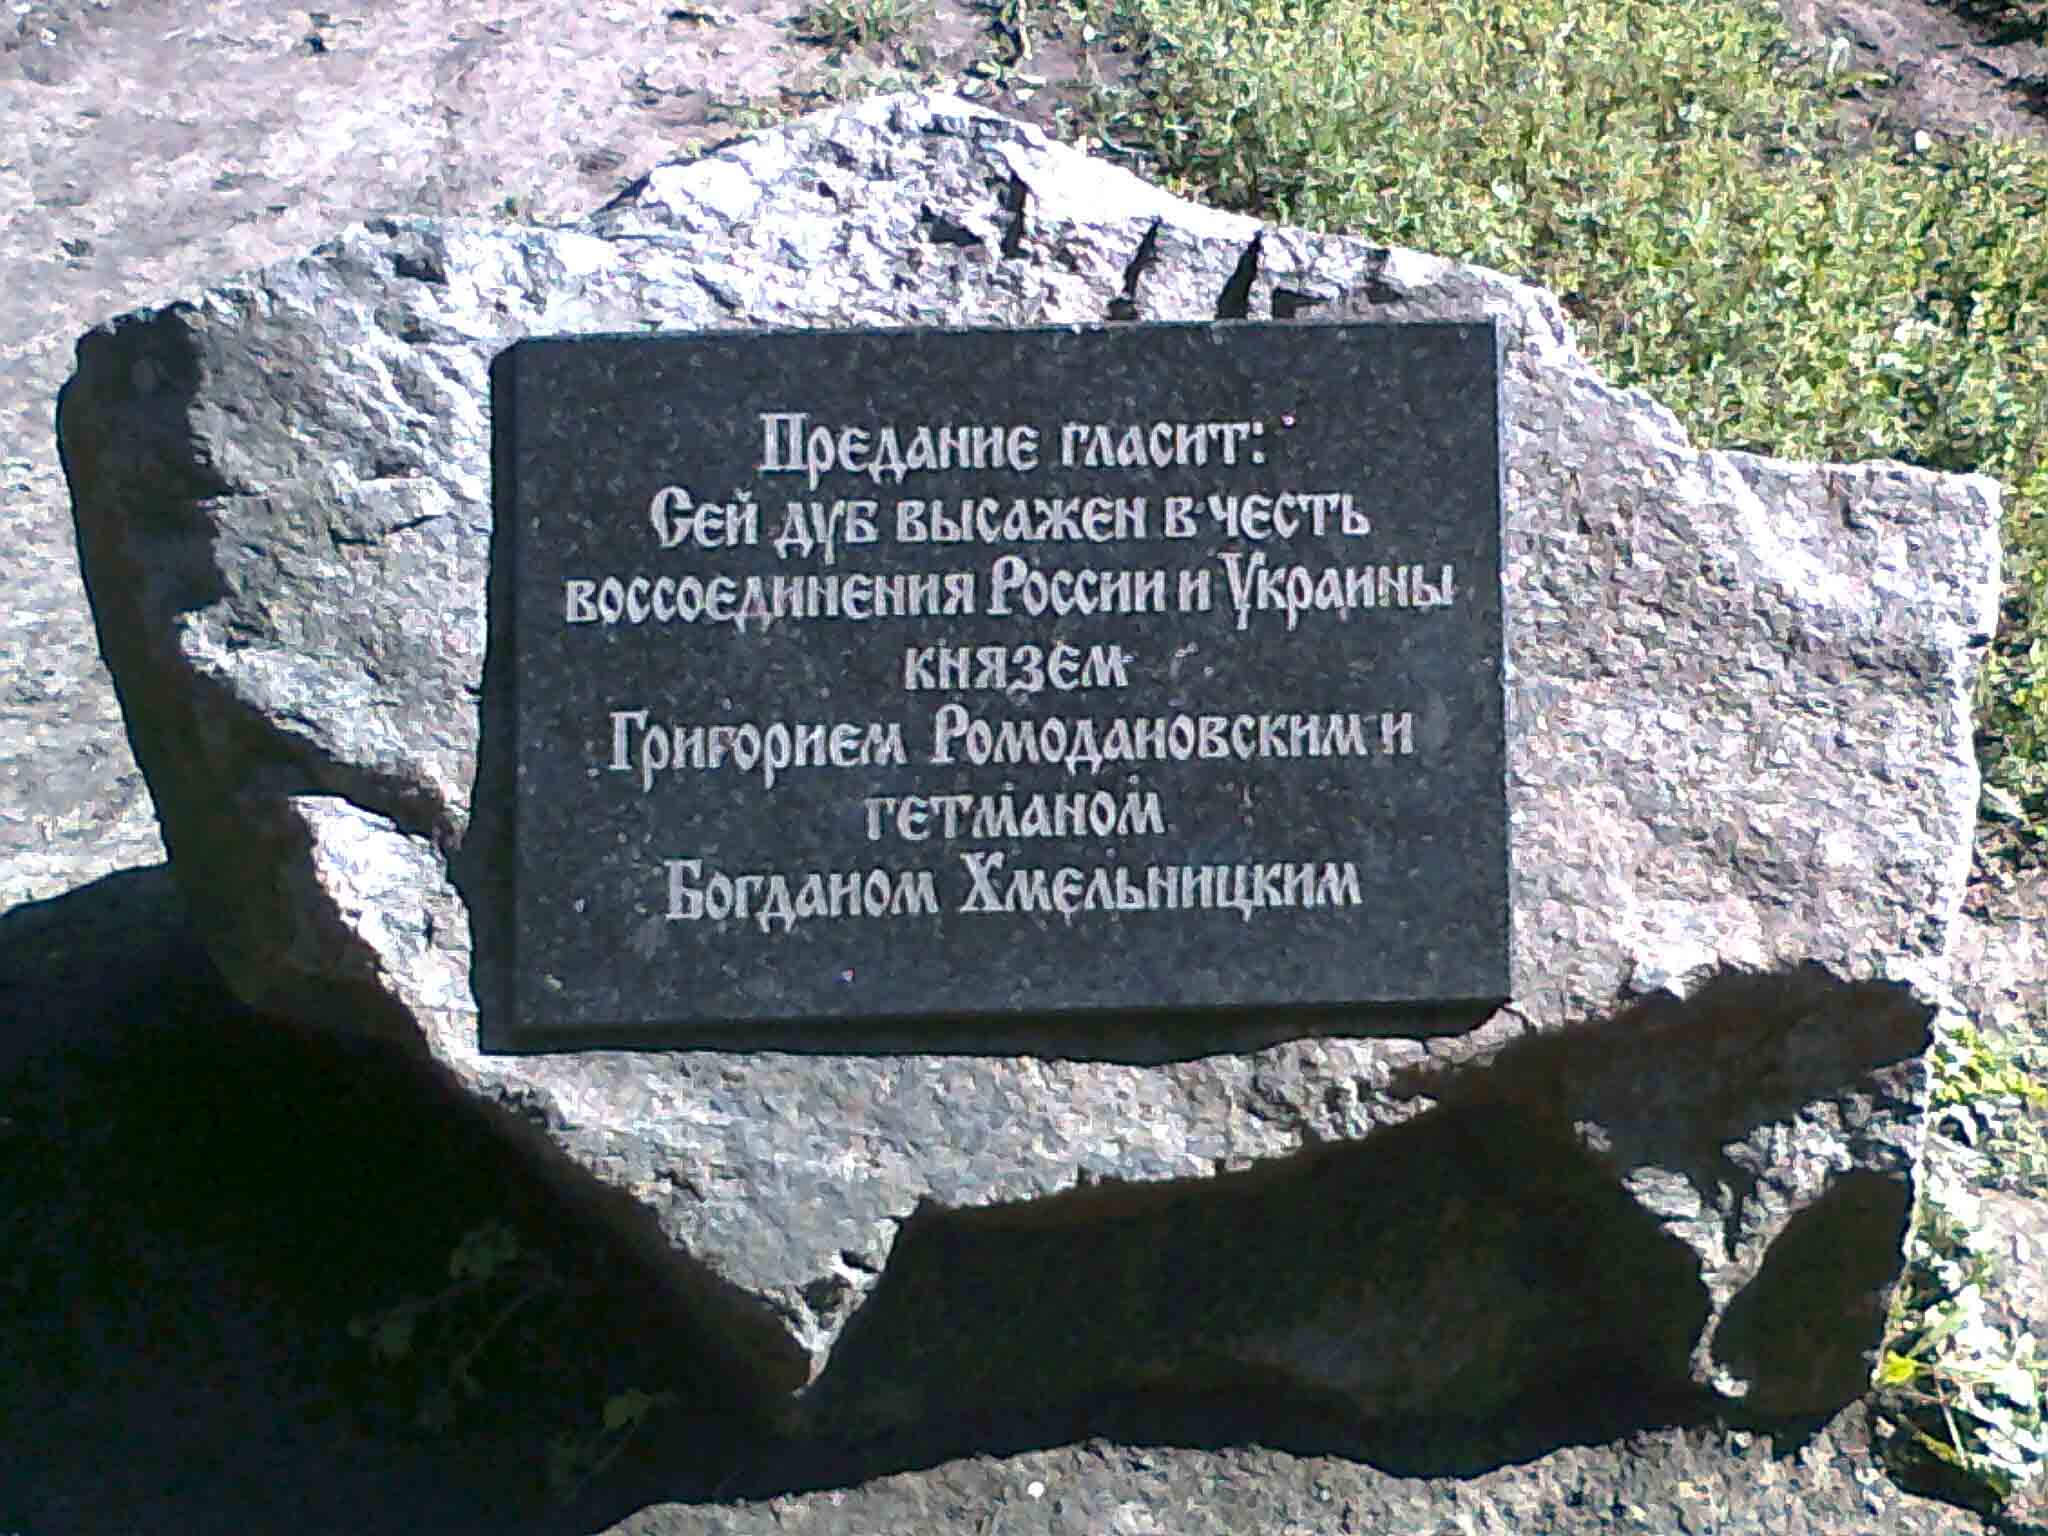 Предание гласит:
Сей дуб высажен в честь
воссоединения России и Украины
князем
Григорием Ромодановским и
гетманом
Богданом Хмельницким